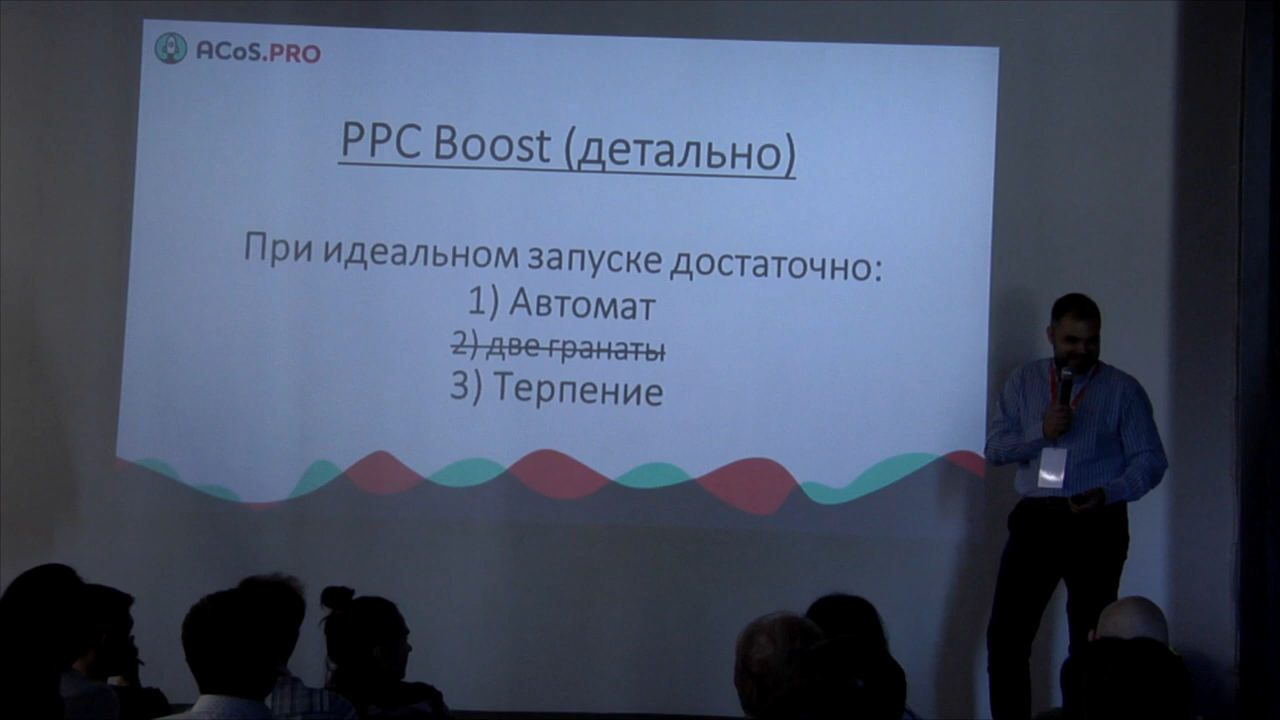 ACoS.PRO
PPC Boost (детально)
При идеальном запуске достаточно:
1) Автомат
2) две гранаты
3) Терпение